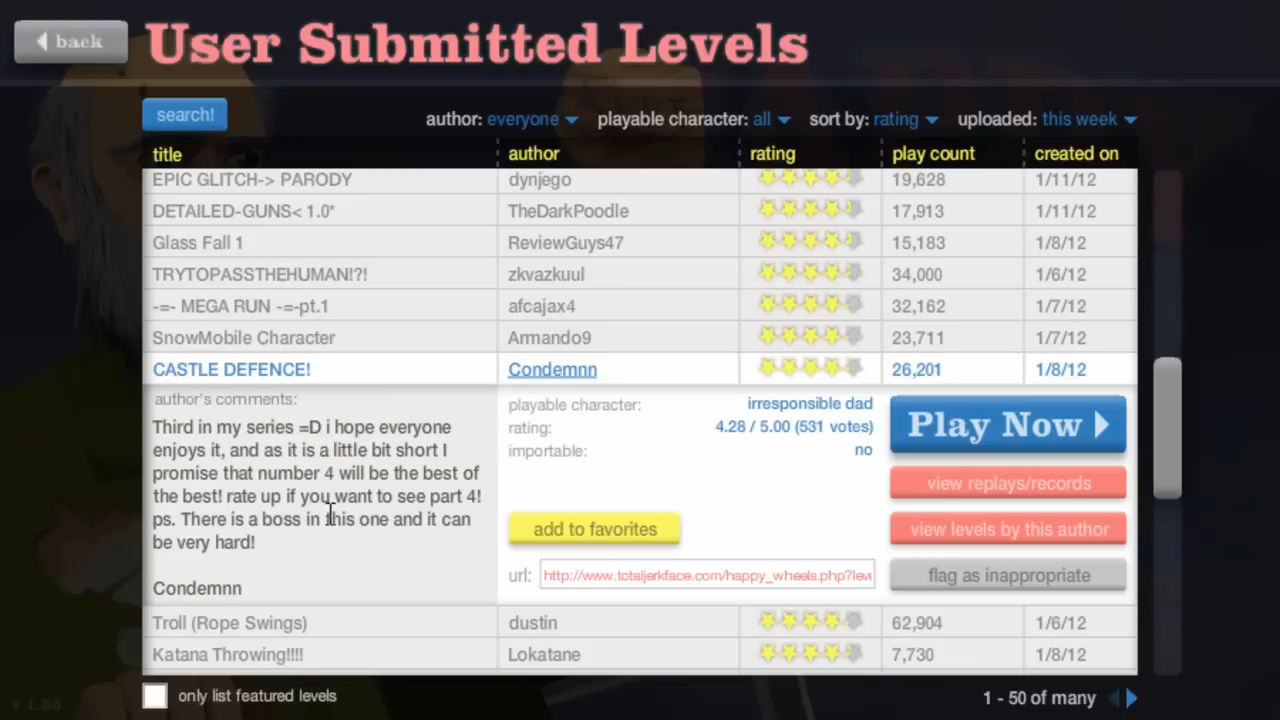 back
User Submitted Levels
search!
author: everyone playable character: all sort by: rating uploaded: this week
title author rating play count created on
EPIC GLITCH-> PARODY dynjego 19,628 1/11/12
DETAILED-GUNS< 1.0* TheDarkPoodle 17,913 1/11/12
Glass Fall 1 ReviewGuys47 15,183 1/8/12
TRYTOPASSTHEHUMAN!?! zkvazkuul 34,000 1/6/12
-=- MEGA RUN -=-pt.1 afcajax4 32,162 1/7/12
SnowMobile Character Armando9 23,711 1/7/12
CASTLE DEFENCE! Condemnn 26,201 1/8/12
author's comments:
Third in my series =D i hope everyone
enjoys it, and as it is a little bit short I
promise that number 4 will be the best of
the best! rate up if you want to see part 4!
ps. There is a boss in this one and it can
be very hard!
Condemnn
playable character: irresponsible dad
rating: 4.28 / 5.00 (531 votes)
importable: no
add to favorites
url: http://www.totaljerkface.com/happy_wheels.php?leve
Play Now
view replays/records
view levels by this author
flag as inappropriate
Troll (Rope Swings) dustin 62,904 1/6/12
Katana Throwing!!!! Lokatane 7,730 1/8/12
only list featured levels
1 - 50 of many
v 1.55